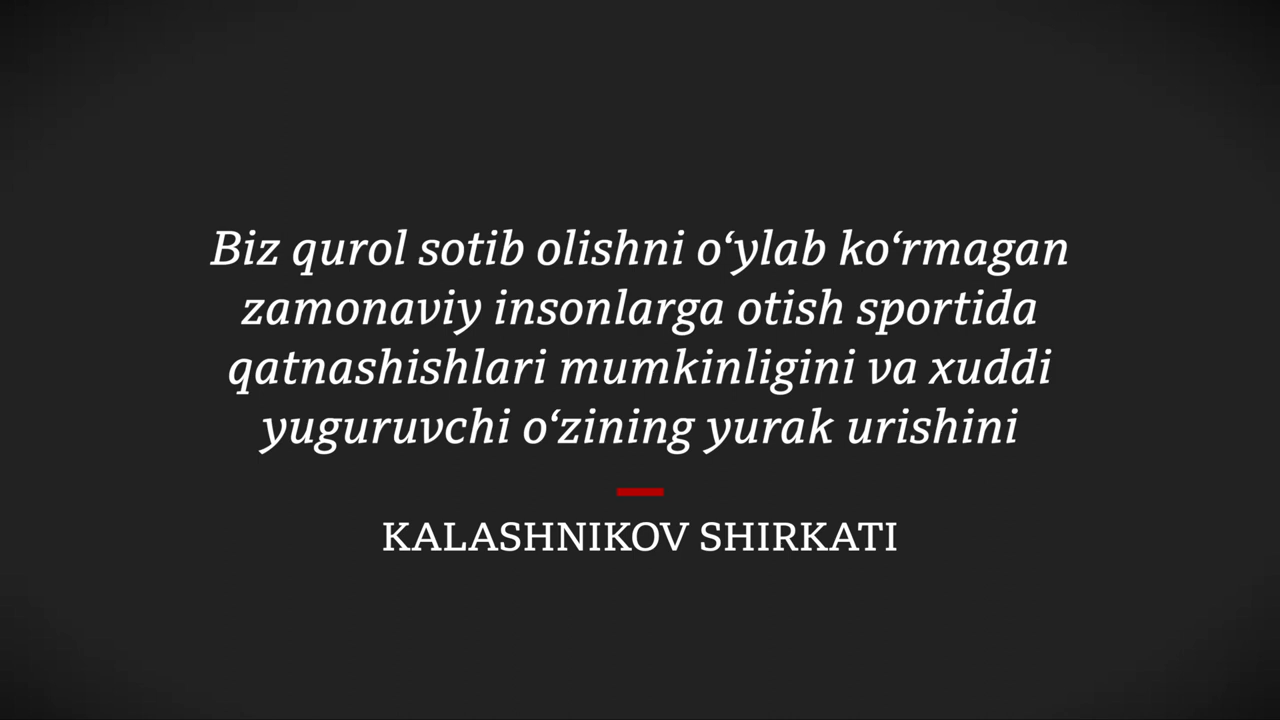 Biz qurol sotib olishni o‘ylab ko‘rmagan
zamonaviy insonlarga otish sportida
qatnashishlari mumkinligini va xuddi
yuguruvchi o‘zining yurak urishini
KALASHNIKOV SHIRKATI